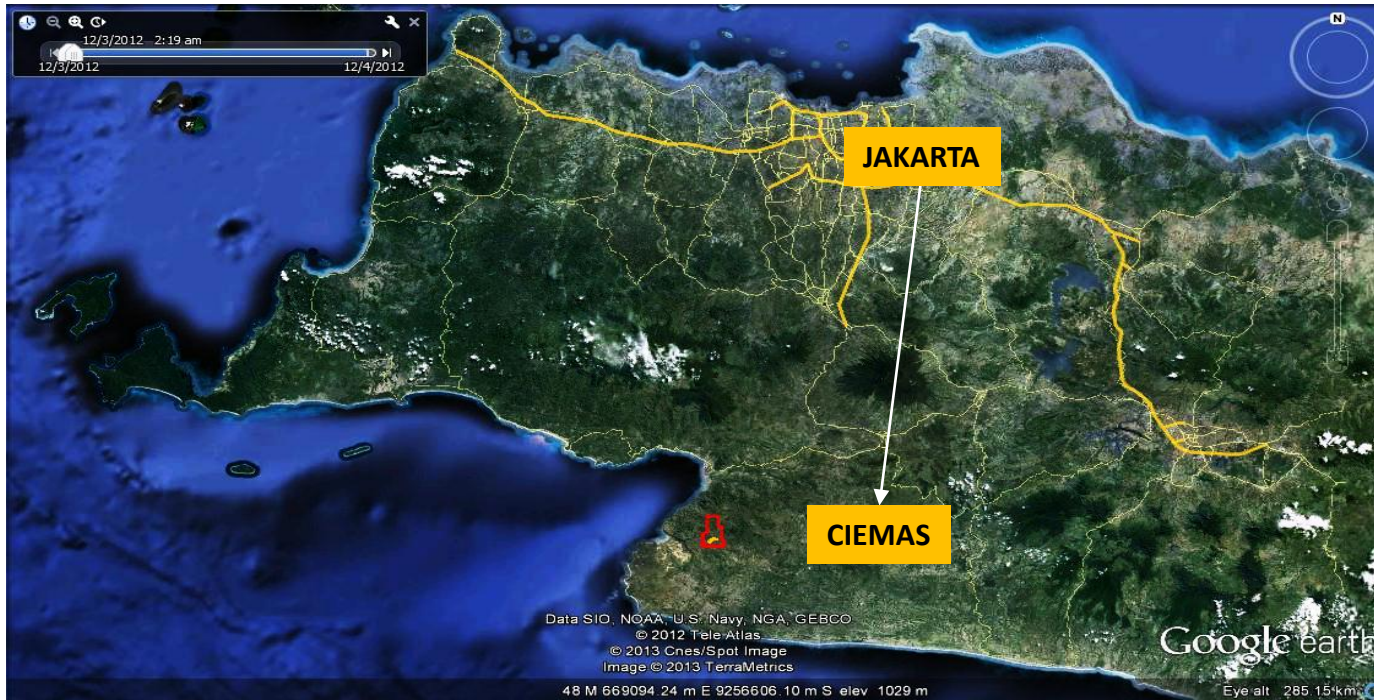 12/3/2012 2:19 am
12/3/2012
12/4/2012
N
JAKARTA
CIEMAS
Data SIO, NOAA, U.S. Navy, NGA, GEBCO
© 2012 Tele Atlas
© 2013 Cnes/Spot Image
Image © 2013 TerraMetrics
Google earth
48 M 669094.24 m E 9256606.10 m S elev 1029 m
Eye alt 285.15 km